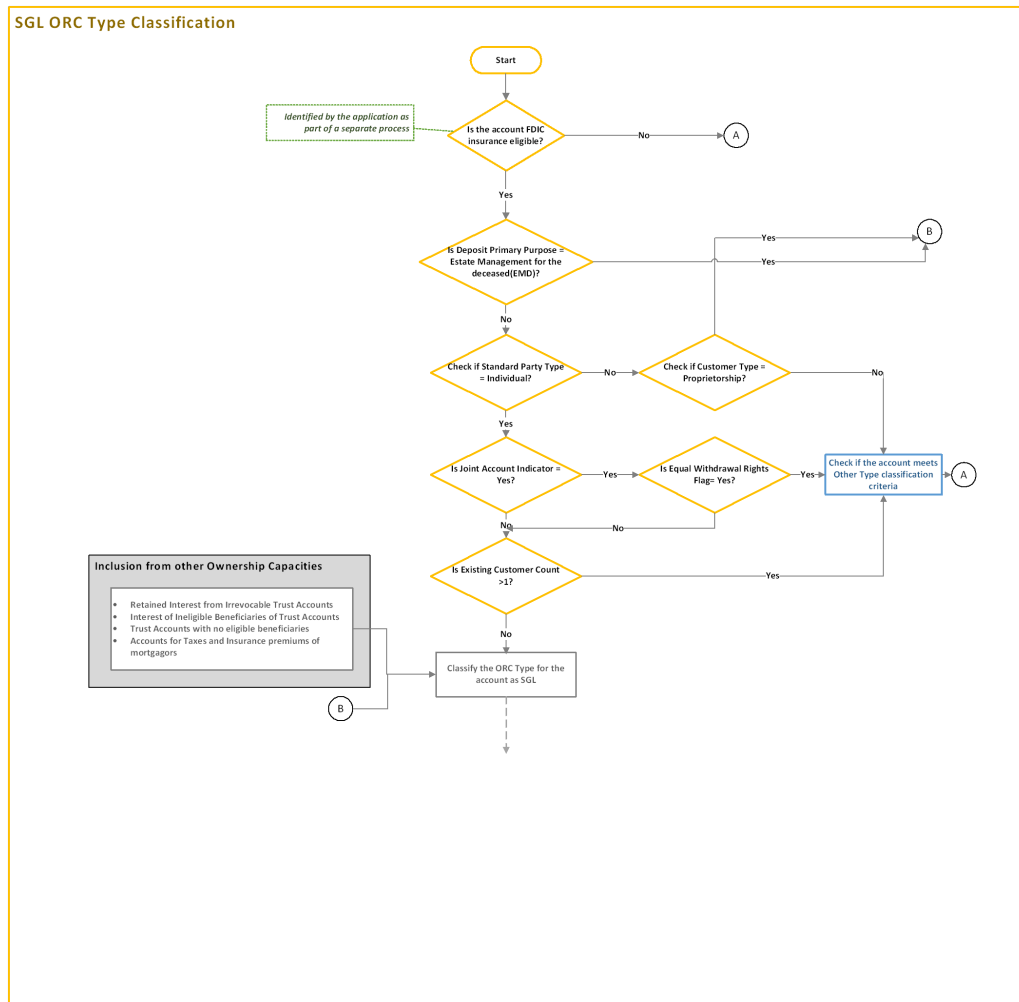 SGL ORC Type Classification
Start
Identified by the application as
part of a separate process
Is the account FDIC
insurance eligible?
No
A
Yes
Is Deposit Primary Purpose =
Estate Management for the
deceased(EMD)?
Yes
Yes
B
No
Check if Standard Party Type
= Individual?
No
Check if Customer Type =
Proprietorship?
No
Yes
Is Joint Account Indicator =
Yes?
Yes
Is Equal Withdrawal Rights
Flag= Yes?
Yes
Check if the account meets
Other Type classification
criteria
A
No
No
Is Existing Customer Count
>1?
Yes
Inclusion from other Ownership Capacities
• Retained Interest from Irrevocable Trust Accounts
• Interest of Ineligible Beneficiaries of Trust Accounts
• Trust Accounts with no eligible beneficiaries
• Accounts for Taxes and Insurance premiums of
mortgagors
No
Classify the ORC Type for the
account as SGL
B